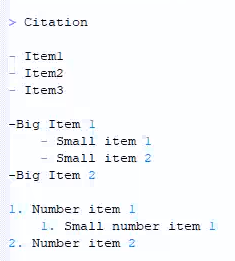 > Citation

- Item1
- Item2
- Item3

-Big Item 1
    - Small item 1
    - Small item 2
-Big Item 2

1. Number item 1
    1. Small number item 1
2. Number item 2